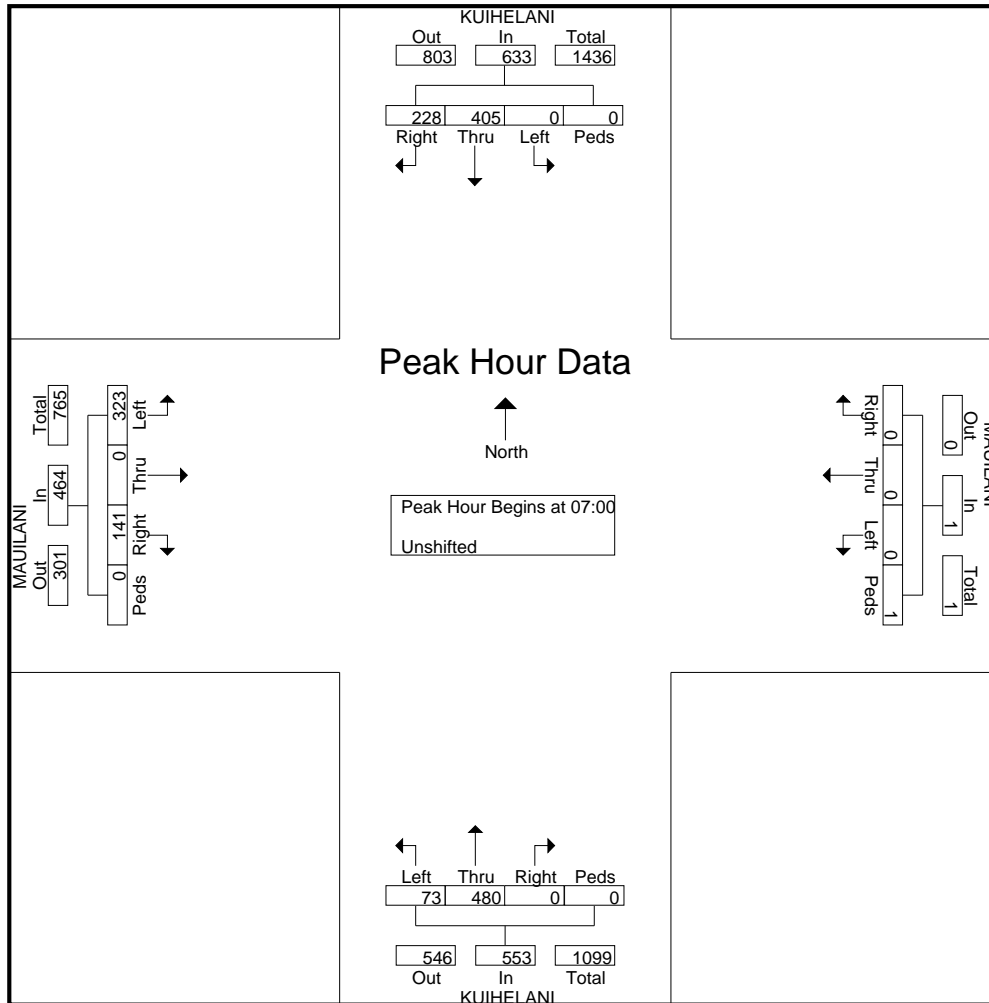 KUIHELANI
Out In Total
803 633 1436
228 405 0 0
Right Thru Left Peds
Peak Hour Data
North
Peak Hour Begins at 07:00
Unshifted
MAUILANI
Total In Out
765 464 301
323 0 141 0
Left Thru Right Peds
MAUILANI
Out In Total
0 1 1
Right Thru Left Peds
0 0 0 1
Left Thru Right Peds
73 480 0 0
546 553 1099
Out In Total
KUIHELANI